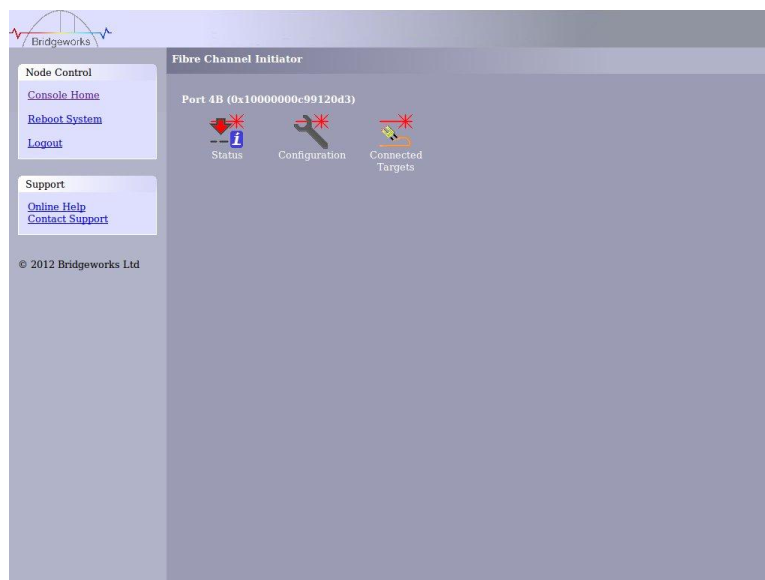 Bridgeworks
Fibre Channel Initiator
Node Control
Console Home
Reboot System
Logout
Support
Online Help
Contact Support
© 2012 Bridgeworks Ltd
Port 4B (0x10000000c99120d3)
Status
Configuration
Connected
Targets